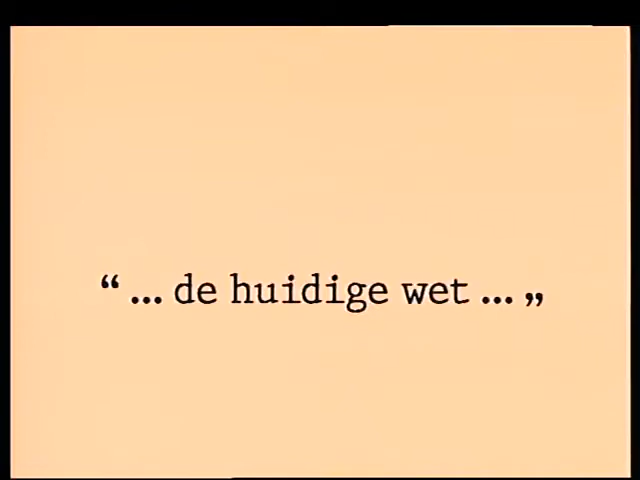 “ ... de huidige wet ... „